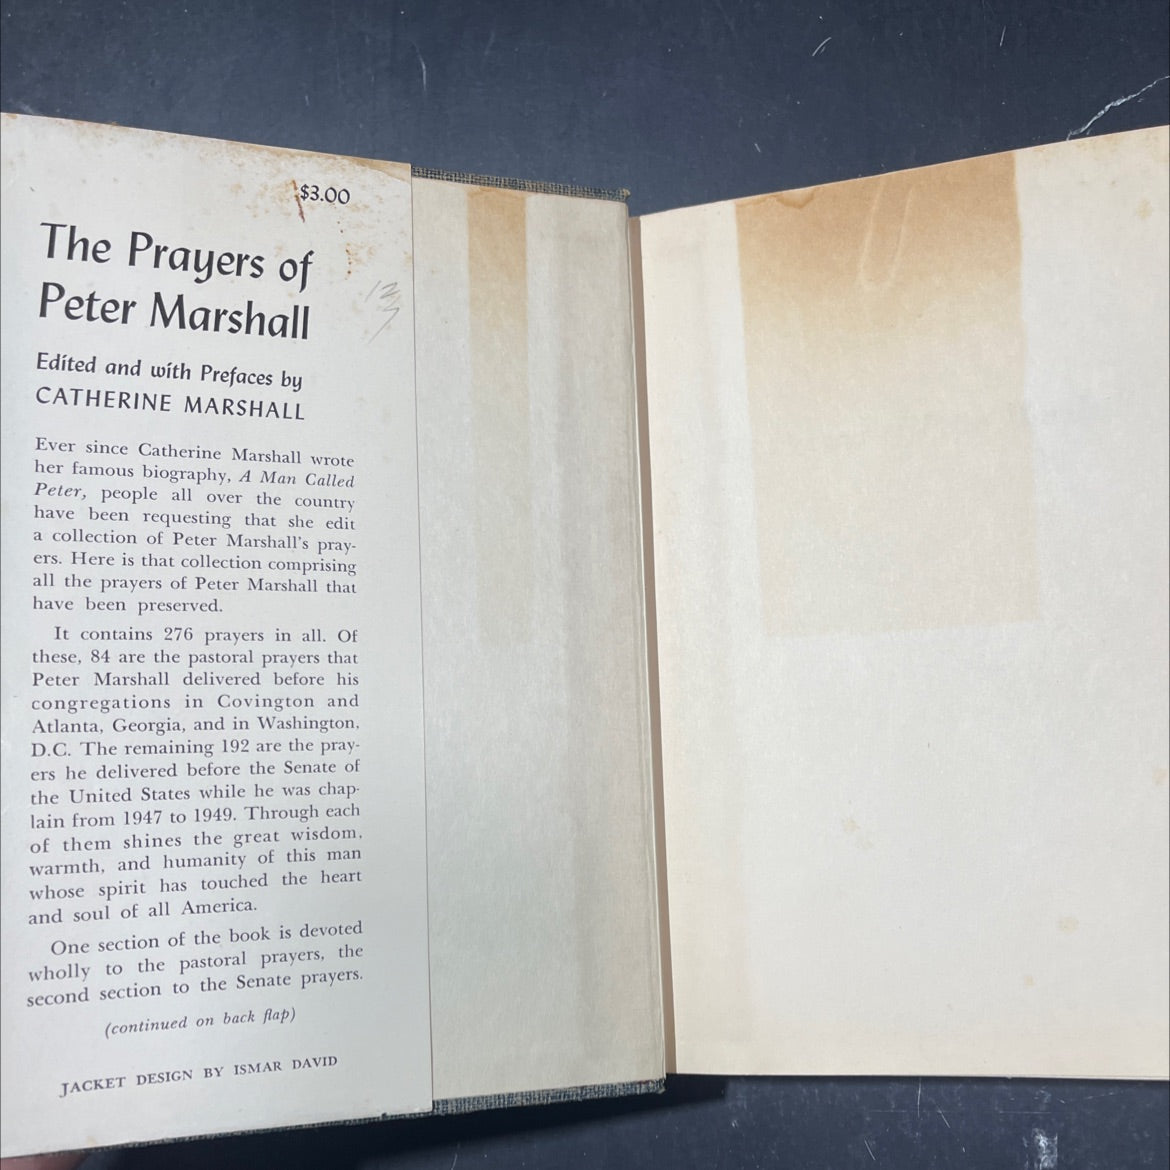 $3.00
The Prayers of
Peter Marshall
Edited and with Prefaces by
CATHERINE MARSHALL
Ever since Catherine Marshall wrote
her famous biography, A Man Called
Peter, people all over the country
have been requesting that she edit
a collection of Peter Marshall's pray-
ers. Here is that collection comprising
all the prayers of Peter Marshall that
have been preserved.
It contains 276 prayers in all. Of
these, 84 are the pastoral prayers that
Peter Marshall delivered before his
congregations in Covington and
Atlanta, Georgia, and in Washington,
D.C. The remaining 192 are the pray-
ers he delivered before the Senate of
the United States while he was chap-
lain from 1947 to 1949. Through each
of them shines the great wisdom,
warmth, and humanity of this man
whose spirit has touched the heart
and soul of all America.
One section of the book is devoted
wholly to the pastoral prayers, the
second section to the Senate prayers.
(continued on back flap)
JACKET DESIGN BY ISMAR DAVID